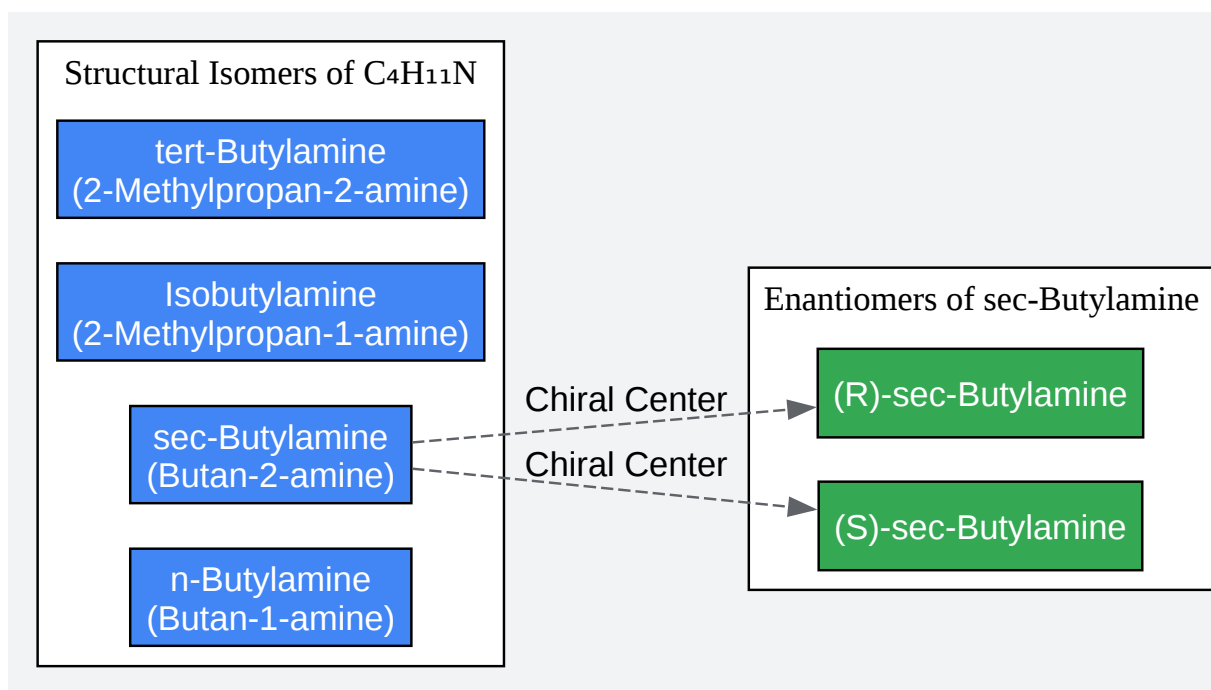 Structural Isomers of C₄H₁₁N
tert-Butylamine
(2-Methylpropan-2-amine)
Isobutylamine
(2-Methylpropan-1-amine)
sec-Butylamine
(Butan-2-amine)
n-Butylamine
(Butan-1-amine)
Chiral Center
Chiral Center
Enantiomers of sec-Butylamine
(R)-sec-Butylamine
(S)-sec-Butylamine